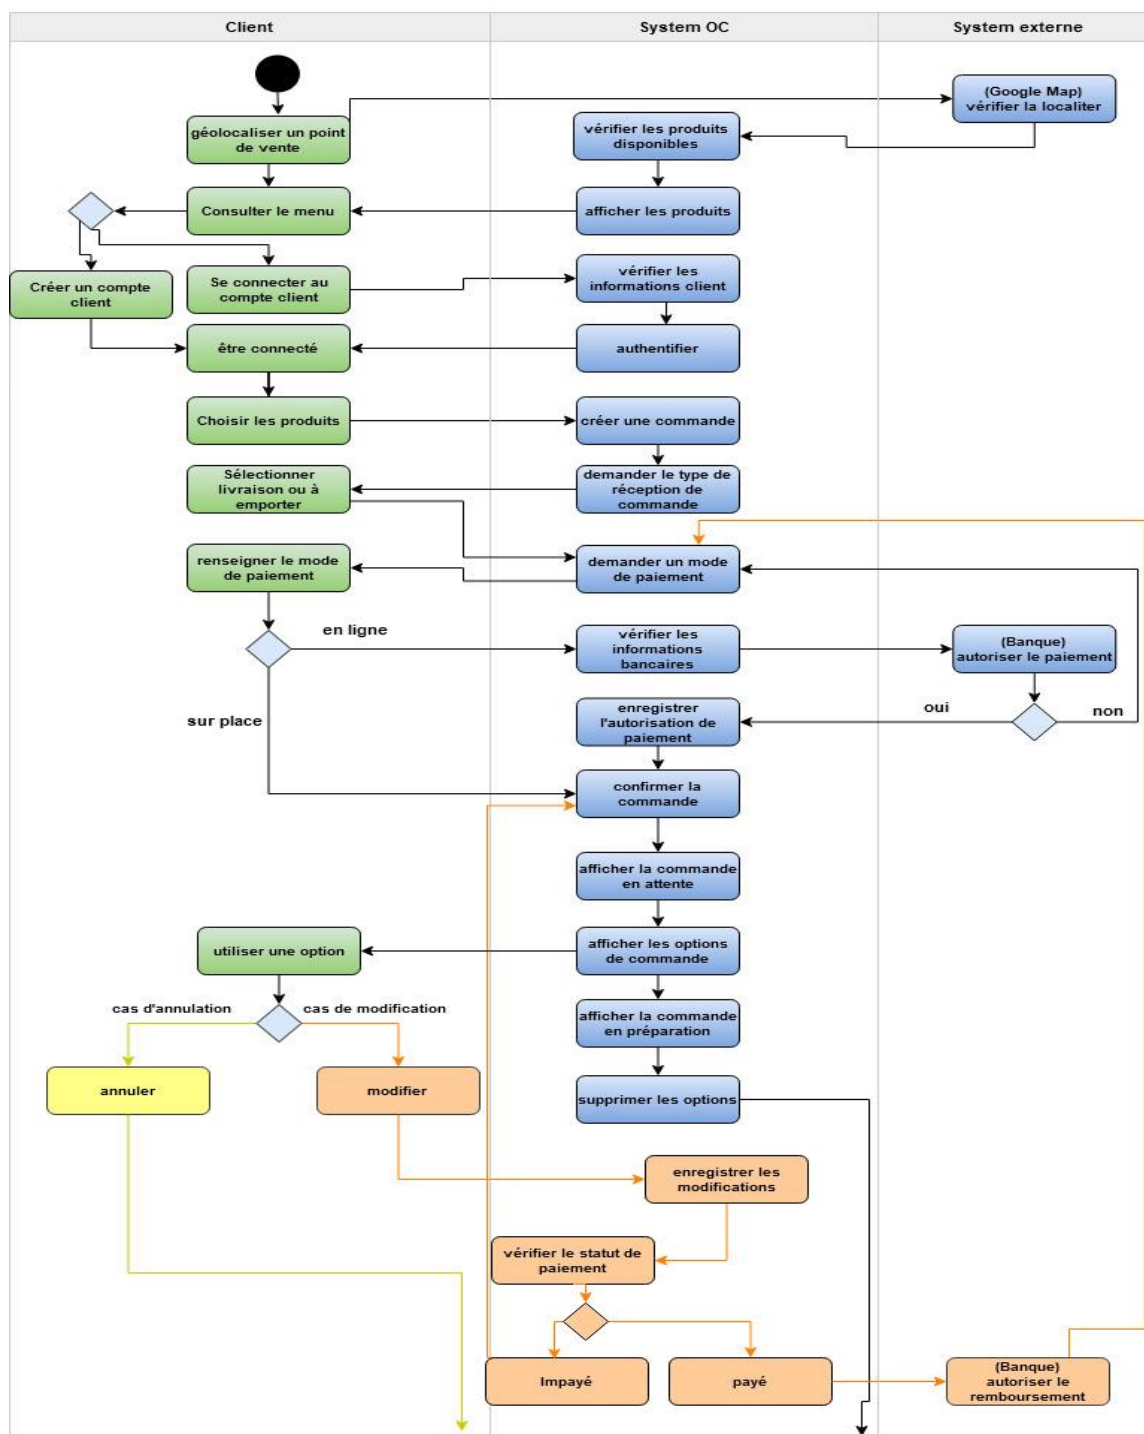 Client
System OC
System externe
(Google Map)
vérifier la localiter
géolocaliser un point
de vente
vérifier les produits
disponibles
Consulter le menu
afficher les produits
Créer un compte
client
Se connecter au
compte client
vérifier les
informations client
être connecté
authentifier
Choisir les produits
créer une commande
Sélectionner
livraison ou à
emporter
demander le type de
réception de
commande
renseigner le mode
de paiement
demander un mode
de paiement
en ligne
vérifier les
informations
bancaires
(Banque)
autoriser le paiement
sur place
enregistrer
l'autorisation de
paiement
oui
non
confirmer la
commande
afficher la commande
en attente
utiliser une option
afficher les options
de commande
cas d'annulation
cas de modification
afficher la commande
en préparation
annuler
modifier
supprimer les options
enregistrer les
modifications
vérifier le statut de
paiement
Impayé
payé
(Banque)
autoriser le
remboursement